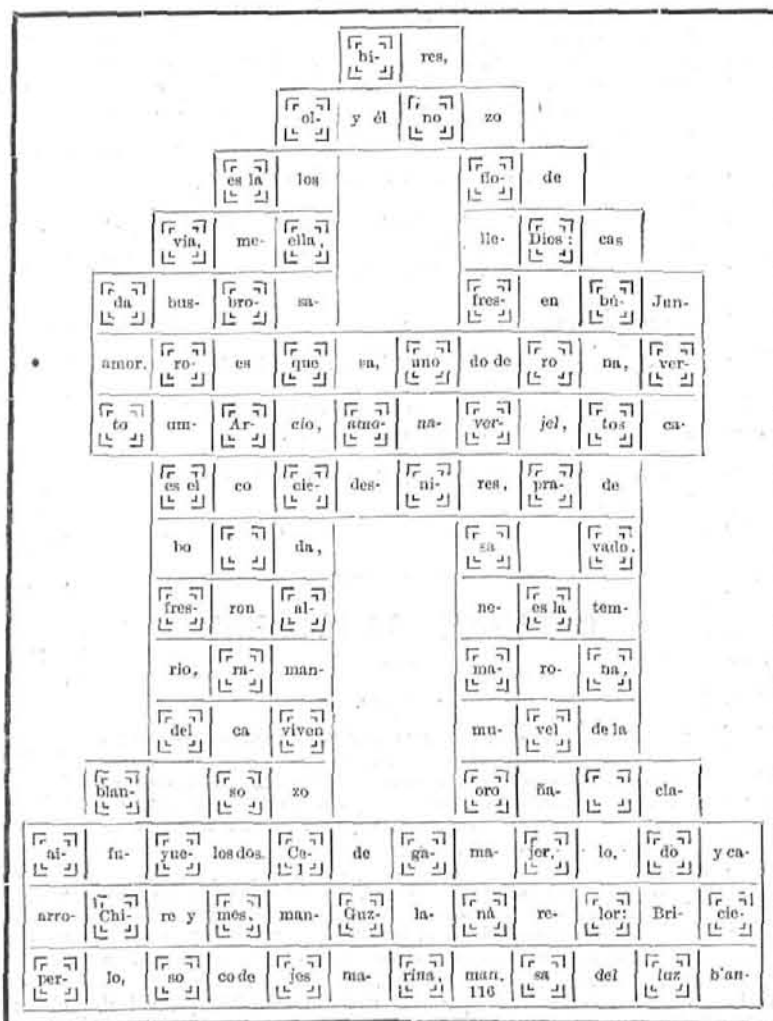 hi- res,
ol- y él no zo
es la los flo- de
via, me- ella, lle- Dios: cas
da bus- bro- sa- fres- en bú- Jun-
amor. ro- es que sa, uno do de ro na, ver-
to um- Ar- cio, amo- na- ver- jel, tos ca-
es el co cie- des- ni- res, pra- de
bo da, sa vado.
fres- ron al- ne- es la tem-
rio, ra- man- ma- ro- na,
del ca viven mu- vel de la
blan- so zo oro ña- cla-
ai- fu- yue- los dos. Ce- 1 de ga- ma- jer, lo, do y ca-
arro- Chi- re y mes. man- Guz- la- na re- lor: Bri- cie-
per- lo, so co de jes ma- rina, man. 116 sa del luz b'an-